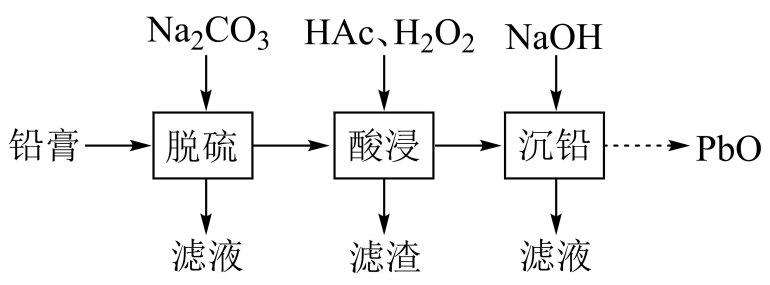 Na₂CO₃ HAc、H₂O₂ NaOH
铅膏 脱硫 酸浸 沉铅 PbO
滤液 滤渣 滤液